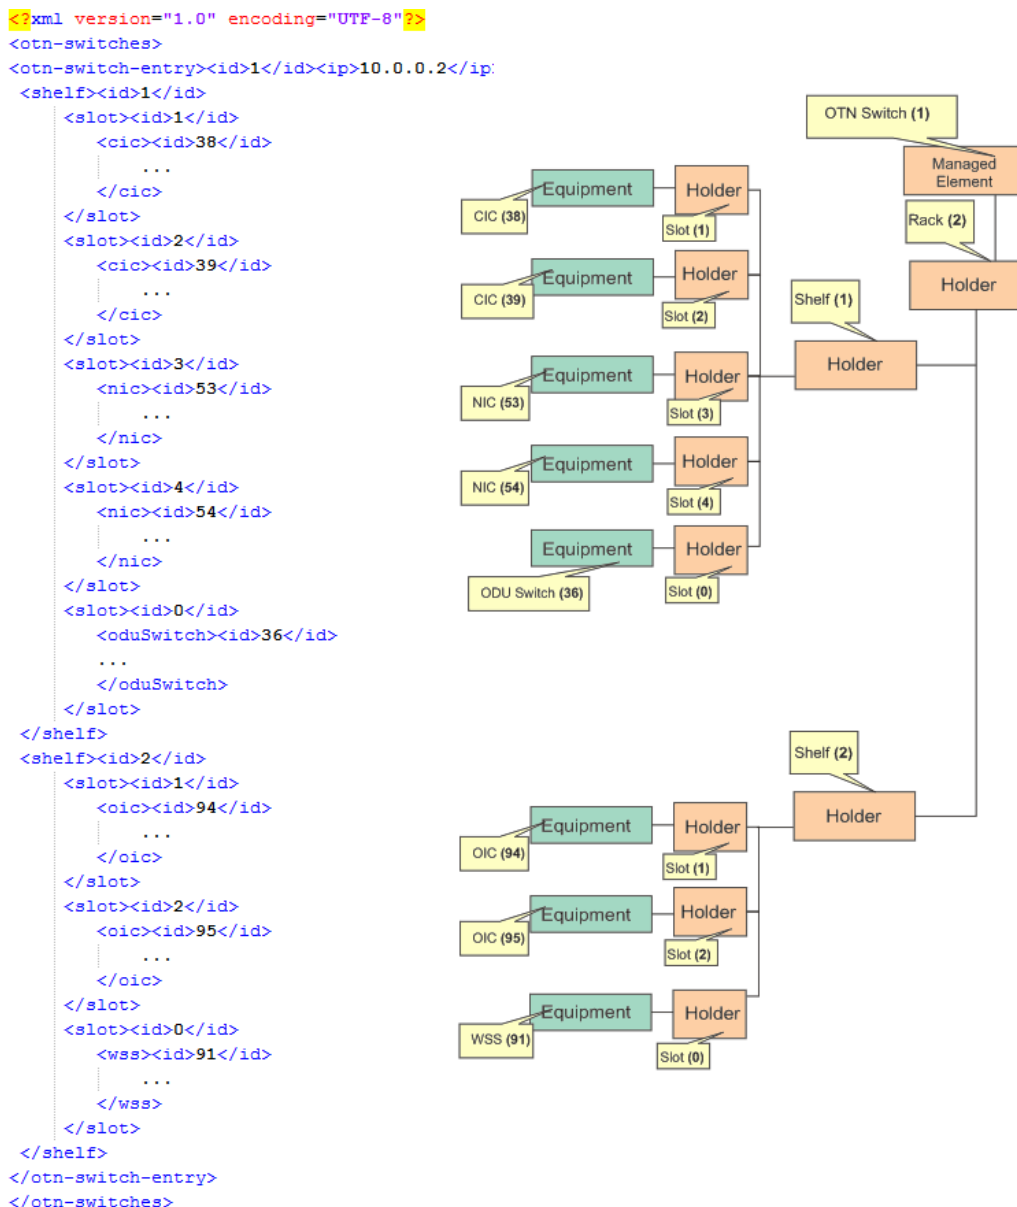 <?xml version="1.0" encoding="UTF-8"?>
<otn-switches>
<otn-switch-entry><id>1</id><ip>10.0.0.2</ip>
<shelf><id>1</id>
<slot><id>1</id>
<cic><id>38</id>
...
</cic>
</slot>
<slot><id>2</id>
<cic><id>39</id>
...
</cic>
</slot>
<slot><id>3</id>
<nic><id>53</id>
...
</nic>
</slot>
<slot><id>4</id>
<nic><id>54</id>
...
</nic>
</slot>
<slot><id>0</id>
<oduSwitch><id>36</id>
...
</oduSwitch>
</slot>
</shelf>
<shelf><id>2</id>
<slot><id>1</id>
<oic><id>94</id>
...
</oic>
</slot>
<slot><id>2</id>
<oic><id>95</id>
...
</oic>
</slot>
<slot><id>0</id>
<wss><id>91</id>
...
</wss>
</slot>
</shelf>
</otn-switch-entry>
</otn-switches>
OTN Switch (1)
Managed
Element
Rack (2)
Holder
Shelf (1)
Holder
Equipment
Holder
CIC (38)
Slot (1)
Equipment
Holder
CIC (39)
Slot (2)
Equipment
Holder
NIC (53)
Slot (3)
Equipment
Holder
NIC (54)
Slot (4)
Equipment
Holder
ODU Switch (36)
Slot (0)
Shelf (2)
Holder
Equipment
Holder
OIC (94)
Slot (1)
Equipment
Holder
OIC (95)
Slot (2)
Equipment
Holder
WSS (91)
Slot (0)